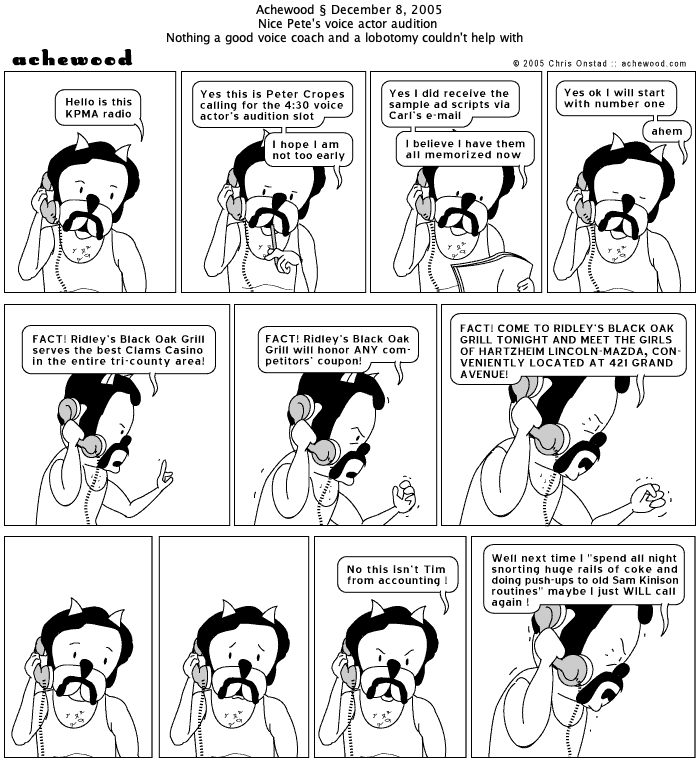 Achewood § December 8, 2005
Nice Pete's voice actor audition
Nothing a good voice coach and a lobotomy couldn't help with
achewood
© 2005 Chris Onstad :: achewood.com
Hello is this
KPMA radio
Yes this is Peter Cropes
calling for the 4:30 voice
actor's audition slot
I hope I am
not too early
Yes I did receive the
sample ad scripts via
Carl's e-mail
I believe I have them
all memorized now
Yes ok I will start
with number one
ahem
FACT! Ridley's Black Oak Grill
serves the best Clams Casino
in the entire tri-county area!
FACT! Ridley's Black Oak
Grill will honor ANY com-
petitors' coupon!
FACT! COME TO RIDLEY'S BLACK OAK
GRILL TONIGHT AND MEET THE GIRLS
OF HARTZHEIM LINCOLN-MAZDA, CON-
VENIENTLY LOCATED AT 421 GRAND
AVENUE!
No this isn't Tim
from accounting !
Well next time I "spend all night
snorting huge rails of coke and
doing push-ups to old Sam Kinison
routines" maybe I just WILL call
again !